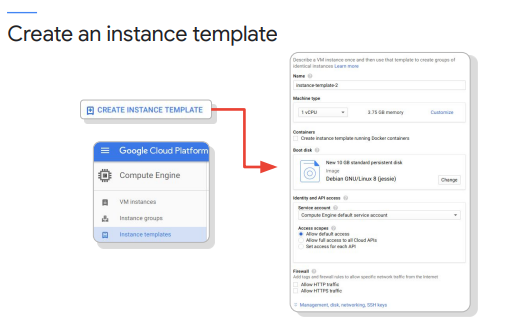 Create an instance template
CREATE INSTANCE TEMPLATE
Google Cloud Platform
Compute Engine
VM instances
Instance groups
Instance templates
Describe a VM instance once and then use that template to create groups of
identical instances Learn more
Name
instance-template-2
Machine type
1 vCPU
3.75 GB memory
Customize
Containers
Create instance template running Docker containers
Boot disk
New 10 GB standard persistent disk
Image
Debian GNU/Linux 8 (jessie)
Change
Identity and API access
Service account
Compute Engine default service account
Access scopes
Allow default access
Allow full access to all Cloud APIs
Set access for each API
Firewall
Add tags and firewall rules to allow specific network traffic from the Internet
Allow HTTP traffic
Allow HTTPS traffic
Management, disk, networking, SSH keys